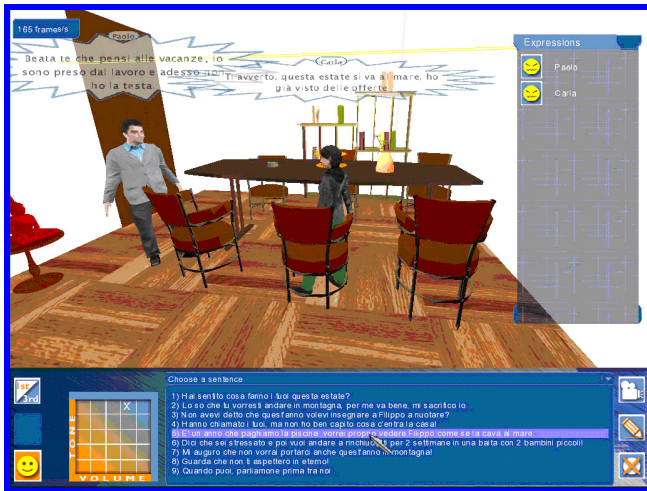 165 frames/s
Paolo
Beata te che pensi alle vacanze, io
sono preso dal lavoro e adesso non
ho la testa.
Carla
Ti avverto, questa estate si va al mare, ho
già visto delle offerte
Expressions
Paolo
Carla
1st
3rd
TONE
X
VOLUME
Choose a sentence
1) Hai sentito cosa fanno i tuoi questa estate?
2) Lo so che tu vorresti andare in montagna, per me va bene, mi sacrifico io...
3) Non avevi detto che quest'anno volevi insegnare a Filippo a nuotare?
4) Hanno chiamato i tuoi, ma non ho ben capito cosa c'entra la casa!
5) E' un anno che paghiamo la piscina, vorrei proprio vedere Filippo come se la cava al mare...
6) Dici che sei stressato e poi vuoi andare a rinchiuderti per 2 settimane in una baita con 2 bambini piccoli!
7) Mi auguro che non vorrai portarci anche quest'anno in montagna!
8) Guarda che non ti aspetterò in eterno!
9) Quando puoi, parliamone prima tra noi...